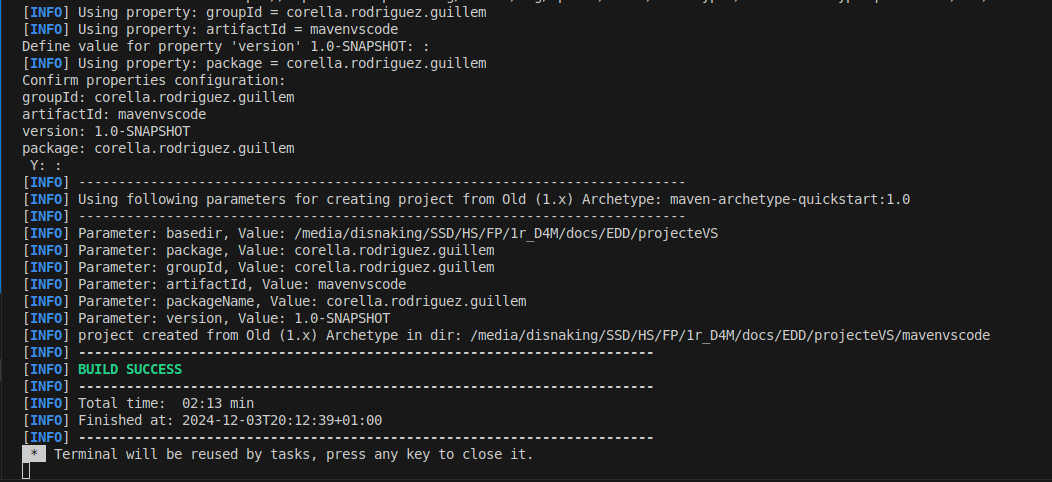 [INFO] Using property: groupId = corella.rodriguez.guillem
[INFO] Using property: artifactId = mavenvscode
Define value for property 'version' 1.0-SNAPSHOT: :
[INFO] Using property: package = corella.rodriguez.guillem
Confirm properties configuration:
groupId: corella.rodriguez.guillem
artifactId: mavenvscode
version: 1.0-SNAPSHOT
package: corella.rodriguez.guillem
 Y: :
[INFO] ----------------------------------------------------------------------------
[INFO] Using following parameters for creating project from Old (1.x) Archetype: maven-archetype-quickstart:1.0
[INFO] ----------------------------------------------------------------------------
[INFO] Parameter: basedir, Value: /media/disnaking/SSD/HS/FP/1r_D4M/docs/EDD/projecteVS
[INFO] Parameter: package, Value: corella.rodriguez.guillem
[INFO] Parameter: groupId, Value: corella.rodriguez.guillem
[INFO] Parameter: artifactId, Value: mavenvscode
[INFO] Parameter: packageName, Value: corella.rodriguez.guillem
[INFO] Parameter: version, Value: 1.0-SNAPSHOT
[INFO] project created from Old (1.x) Archetype in dir: /media/disnaking/SSD/HS/FP/1r_D4M/docs/EDD/projecteVS/mavenvscode
[INFO] ------------------------------------------------------------------------
[INFO] BUILD SUCCESS
[INFO] ------------------------------------------------------------------------
[INFO] Total time:  02:13 min
[INFO] Finished at: 2024-12-03T20:12:39+01:00
[INFO] ------------------------------------------------------------------------
 *  Terminal will be reused by tasks, press any key to close it.